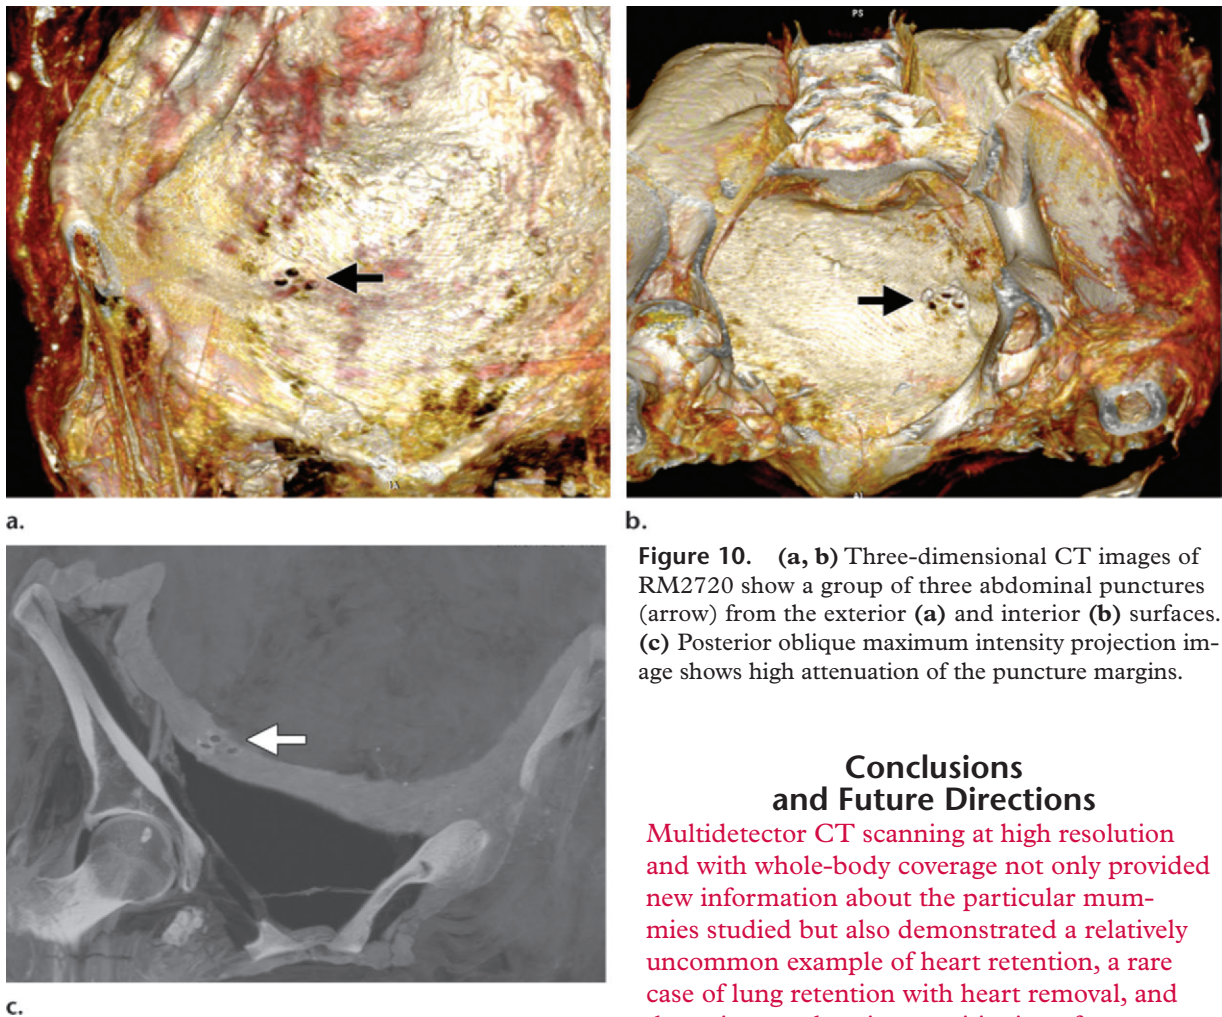 PS
a.
b.
Figure 10. (a, b) Three-dimensional CT images of
RM2720 show a group of three abdominal punctures
(arrow) from the exterior (a) and interior (b) surfaces.
(c) Posterior oblique maximum intensity projection im-
age shows high attenuation of the puncture margins.
c.
Conclusions
and Future Directions
Multidetector CT scanning at high resolution
and with whole-body coverage not only provided
new information about the particular mum-
mies studied but also demonstrated a relatively
uncommon example of heart retention, a rare
case of lung retention with heart removal, and